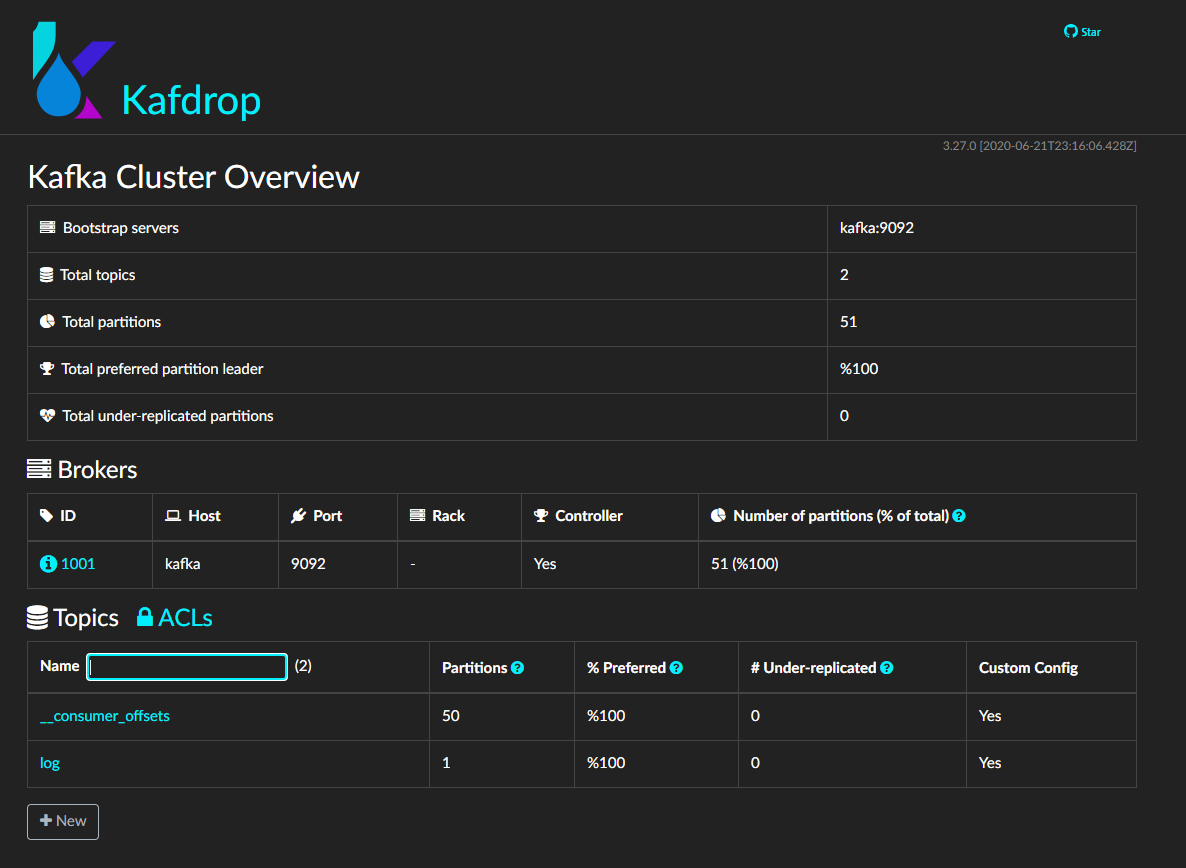 Star
Kafdrop
3.27.0 [2020-06-21T23:16:06.428Z]
Kafka Cluster Overview
Bootstrap servers kafka:9092
Total topics 2
Total partitions 51
Total preferred partition leader %100
Total under-replicated partitions 0
Brokers
ID Host Port Rack Controller Number of partitions (% of total)
1001 kafka 9092 - Yes 51 (%100)
Topics ACLs
Name (2) Partitions % Preferred # Under-replicated Custom Config
__consumer_offsets 50 %100 0 Yes
log 1 %100 0 Yes
New